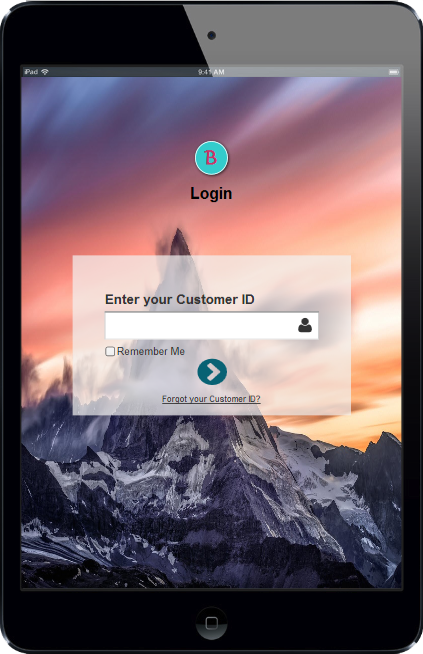 iPad 9:41 AM
B
Login
Enter your Customer ID
Remember Me
Forgot your Customer ID?